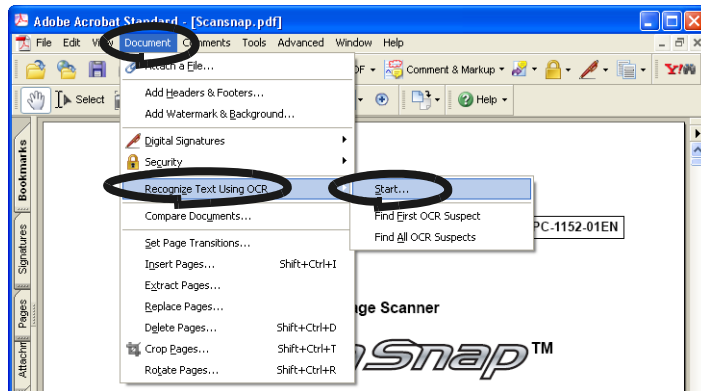 Adobe Acrobat Standard - [Scansnap.pdf]
File Edit View Document Comments Tools Advanced Window Help
Comment & Markup
Select
Help
Attach a File...
Add Headers & Footers...
Add Watermark & Background...
Digital Signatures
Security
Recognize Text Using OCR
Start...
Find First OCR Suspect
Find All OCR Suspects
Compare Documents...
Set Page Transitions...
Insert Pages... Shift+Ctrl+I
Extract Pages...
Replace Pages...
Delete Pages... Shift+Ctrl+D
Crop Pages... Shift+Ctrl+T
Rotate Pages... Shift+Ctrl+R
Bookmarks
Signatures
Pages
PC-1152-01EN
Scanner
Snap™